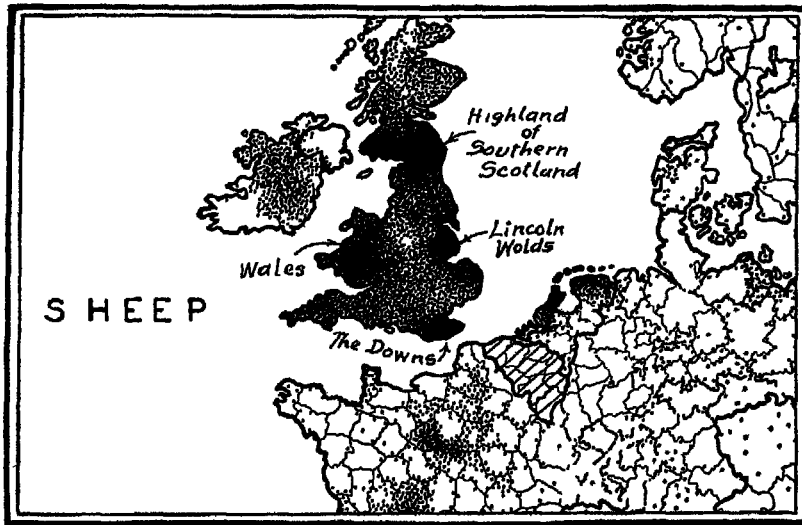 Highland
of
Southern
Scotland
Lincoln
Wolds
Wales
SHEEP
The Downs